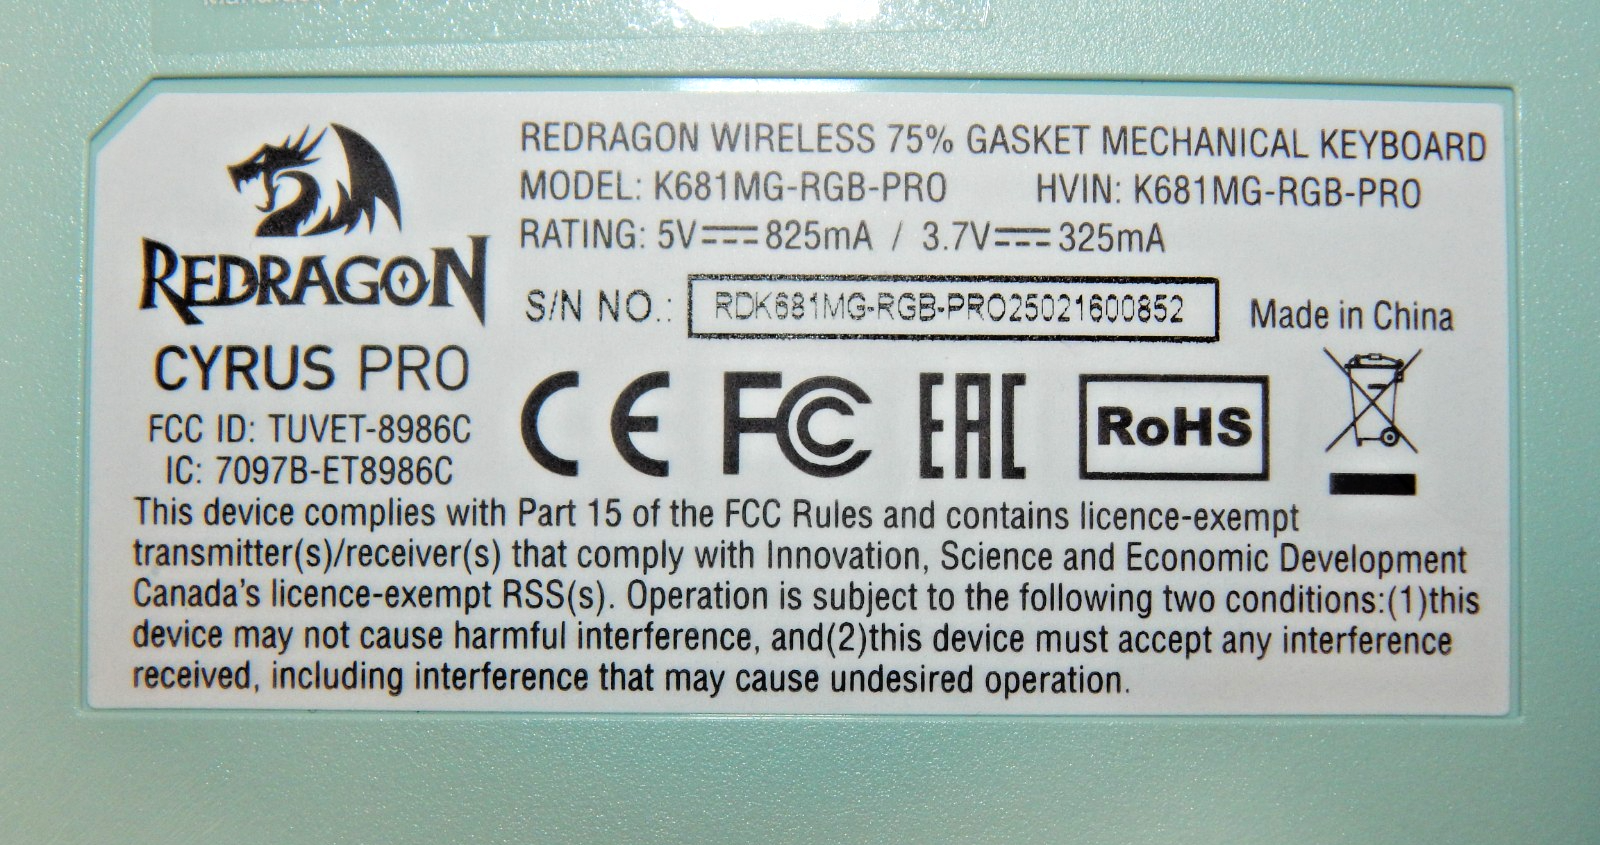 REDRAGON
CYRUS PRO
FCC ID: TUVET-8986C
IC: 7097B-ET8986C
REDRAGON WIRELESS 75% GASKET MECHANICAL KEYBOARD
MODEL: K681MG-RGB-PRO HVIN: K681MG-RGB-PRO
RATING: 5V⎓825mA / 3.7V⎓325mA
S/N NO.: RDK681MG-RGB-PRO25021600852 Made in China
CE FCC EAC RoHS
This device complies with Part 15 of the FCC Rules and contains licence-exempt
transmitter(s)/receiver(s) that comply with Innovation, Science and Economic Development
Canada's licence-exempt RSS(s). Operation is subject to the following two conditions:(1)this
device may not cause harmful interference, and(2)this device must accept any interference
received, including interference that may cause undesired operation.